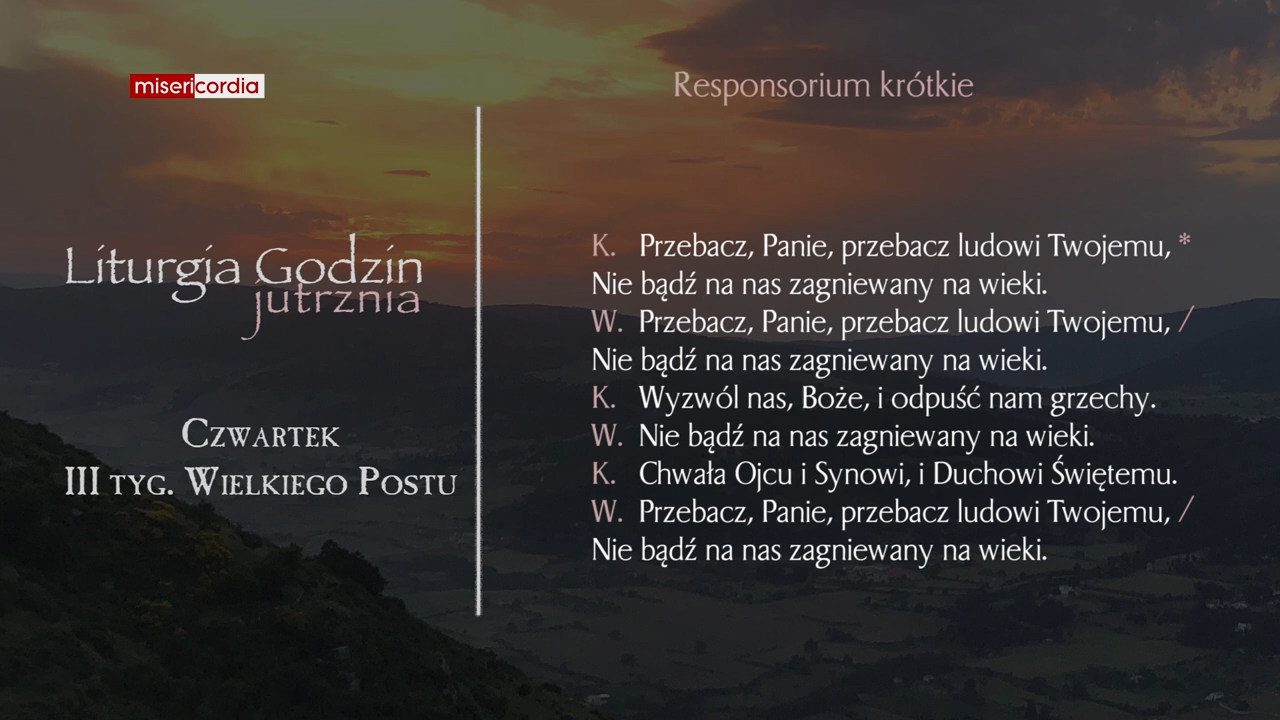 misericordia
Liturgia Godzin
jutrznia
Czwartek
III tyg. Wielkiego Postu
Responsorium krótkie
K. Przebacz, Panie, przebacz ludowi Twojemu, *
Nie bądź na nas zagniewany na wieki.
W. Przebacz, Panie, przebacz ludowi Twojemu, /
Nie bądź na nas zagniewany na wieki.
K. Wyzwól nas, Boże, i odpuść nam grzechy.
W. Nie bądź na nas zagniewany na wieki.
K. Chwała Ojcu i Synowi, i Duchowi Świętemu.
W. Przebacz, Panie, przebacz ludowi Twojemu, /
Nie bądź na nas zagniewany na wieki.